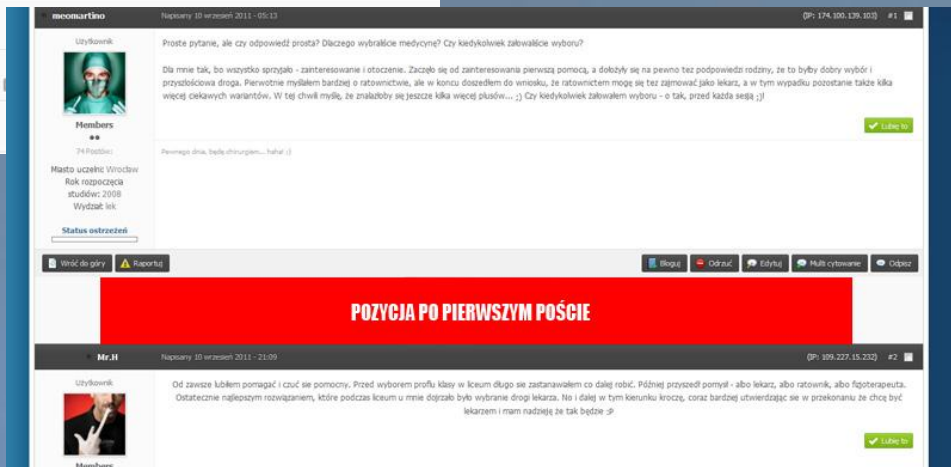 meomartino
Napisany 10 wrzesień 2011 - 05:13
(IP: 174.100.139.103) #1
Użytkownik
Members
74 Postów:
Miasto uczelni: Wrocław
Rok rozpoczęcia
studiów: 2008
Wydział: lek
Status ostrzeżeń
Proste pytanie, ale czy odpowiedź prosta? Dlaczego wybraliście medycynę? Czy kiedykolwiek żałowaliście wyboru?
Dla mnie tak, bo wszystko sprzyjało - zainteresowanie i otoczenie. Zaczęło się od zainteresowania pierwszą pomocą, a dołożyły się na pewno tez podpowiedzi rodziny, że to byłby dobry wybór i
przyszłościowa droga. Pierwotnie myślałem bardziej o ratownictwie, ale w koncu doszedłem do wniosku, że ratownictem mogę się tez zajmować jako lekarz, a w tym wypadku pozostanie także kilka
więcej ciekawych wariantów. W tej chwili myślę, że znalazłoby się jeszcze kilka więcej plusów... ;) Czy kiedykolwiek żałowałem wyboru - o tak, przed każda sesją ;)!
Lubię to
Pewnego dnia, będę chirurgiem... haha! ;)
Wróć do góry
Raportuj
Bloguj
Odrzuć
Edytuj
Multi cytowanie
Odpisz
POZYCJA PO PIERWSZYM POŚCIE
Mr.H
Napisany 10 wrzesień 2011 - 21:09
(IP: 109.227.15.232) #2
Użytkownik
Members
Od zawsze lubiłem pomagać i czuć sie pomocny. Przed wyborem profilu klasy w liceum długo sie zastanawiałem co dalej robić. Później przyszedł pomysł - albo lekarz, albo ratownik, albo fizjoterapeuta.
Ostatecznie najlepszym rozwiązaniem, które podczas liceum u mnie dojrzało było wybranie drogi lekarza. No i dalej w tym kierunku kroczę, coraz bardziej utwierdzając sie w przekonaniu że chcę być
lekarzem i mam nadzieję że tak będzie :P
Lubię to